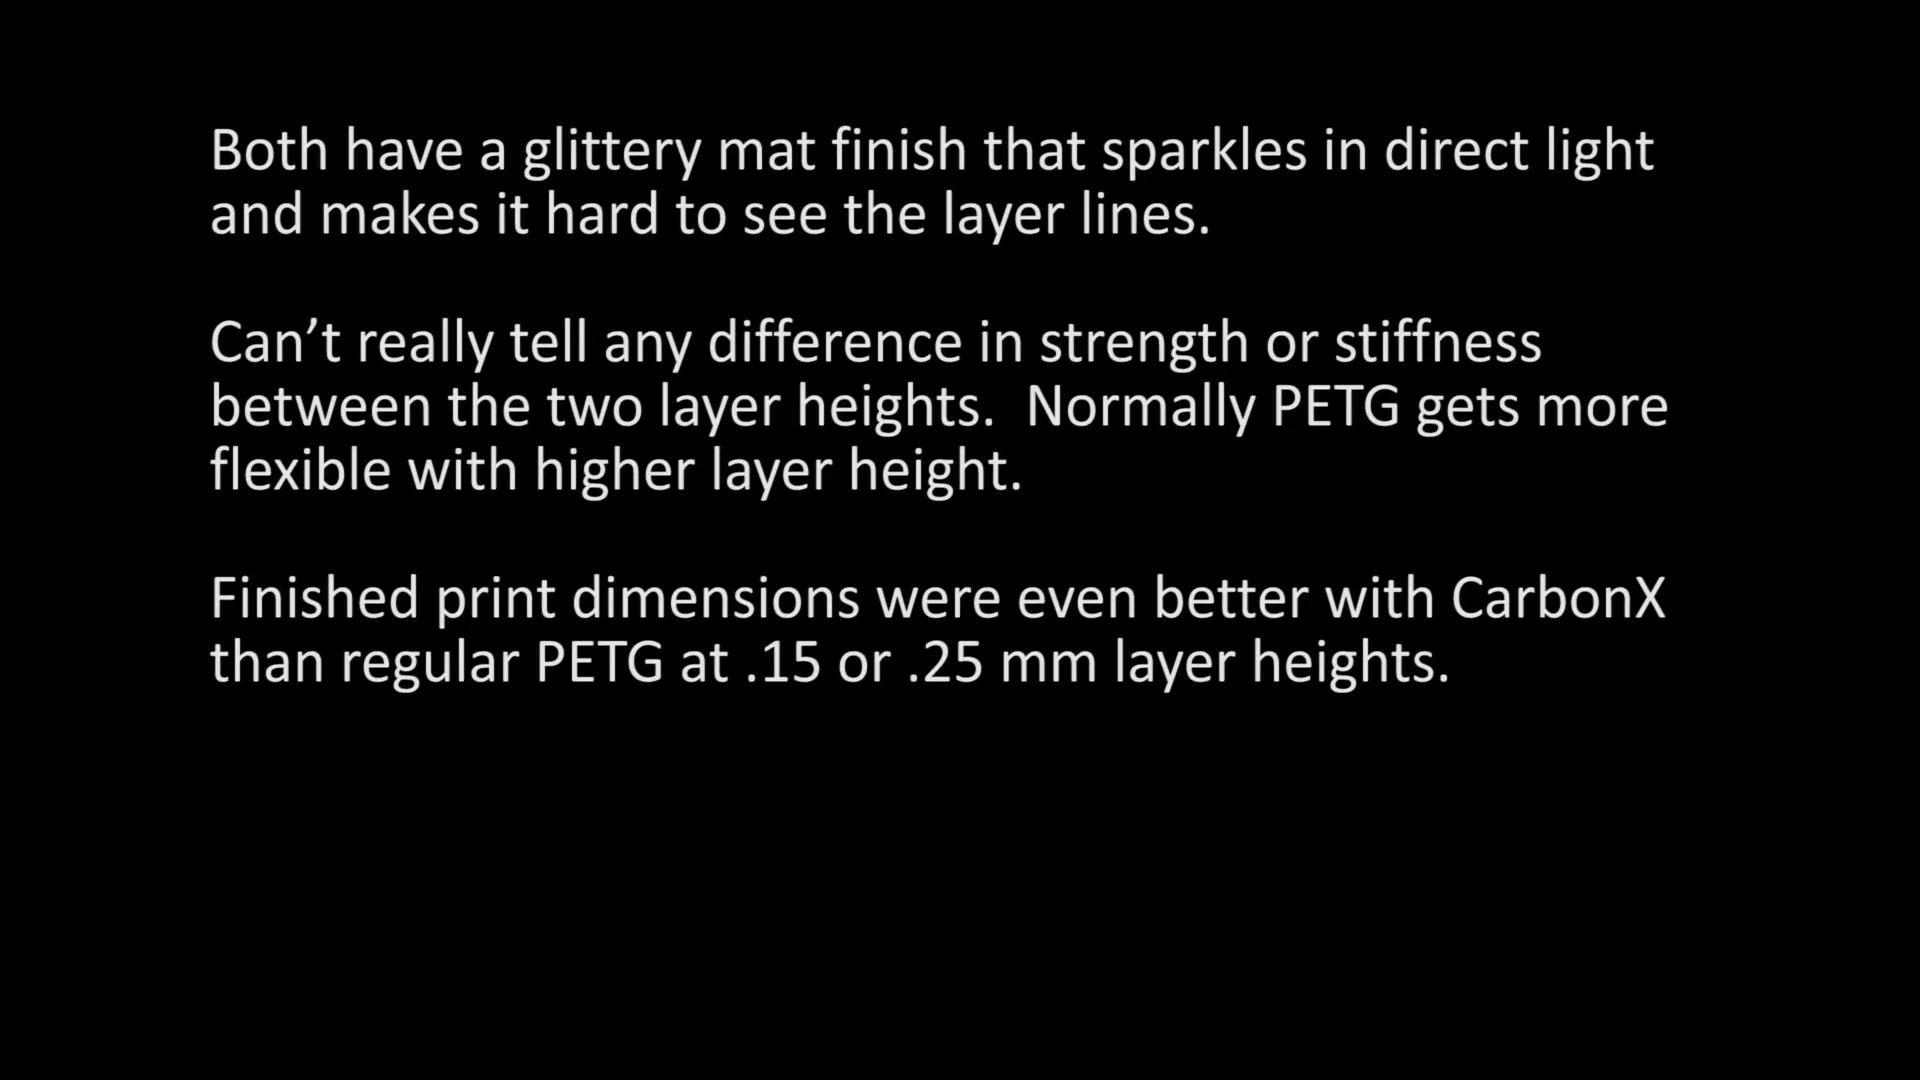 Both have a glittery mat finish that sparkles in direct light
and makes it hard to see the layer lines.
Can’t really tell any difference in strength or stiffness
between the two layer heights.  Normally PETG gets more
flexible with higher layer height.
Finished print dimensions were even better with CarbonX
than regular PETG at .15 or .25 mm layer heights.